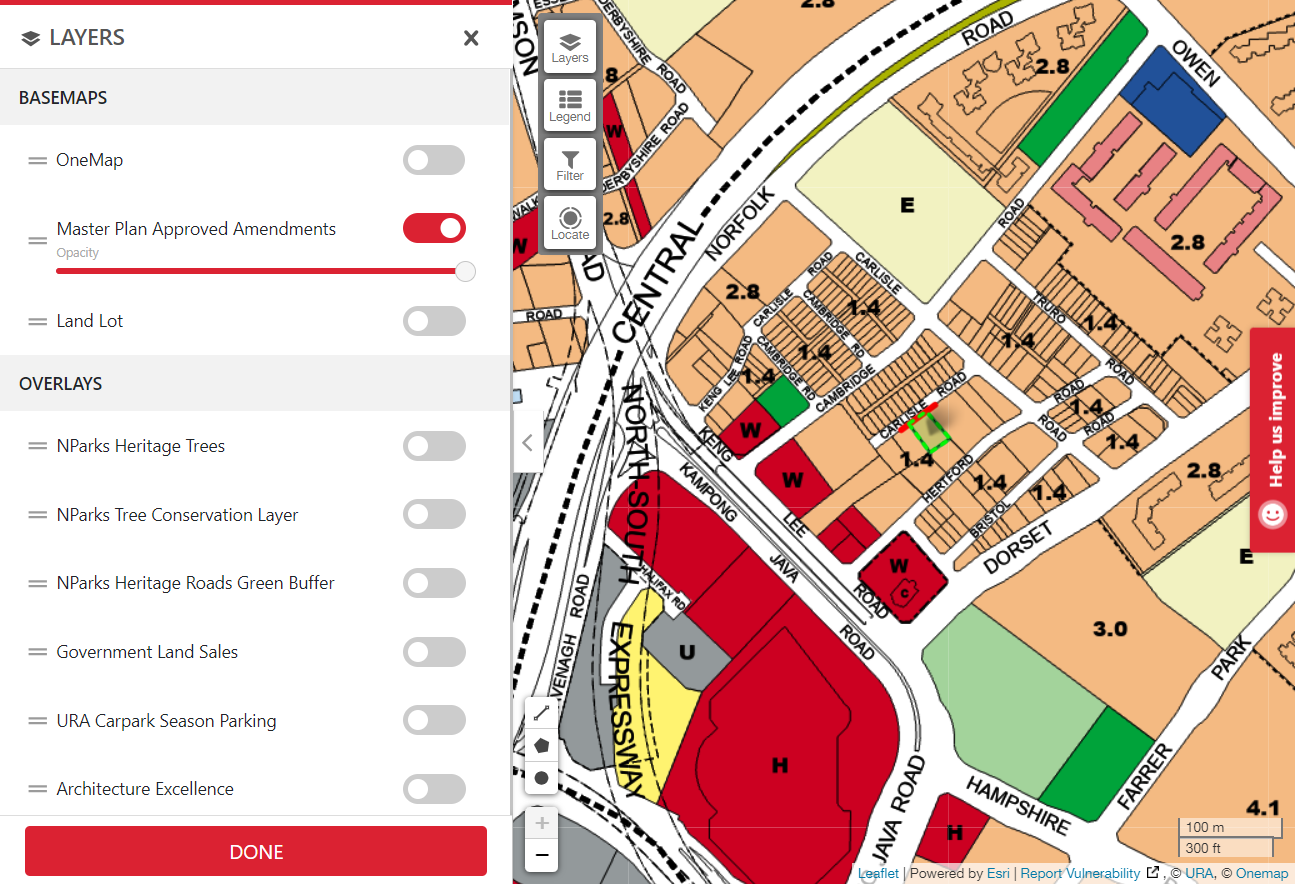 LAYERS
BASEMAPS
OneMap
Master Plan Approved Amendments
Opacity
Land Lot
OVERLAYS
NParks Heritage Trees
NParks Tree Conservation Layer
NParks Heritage Roads Green Buffer
Government Land Sales
URA Carpark Season Parking
Architecture Excellence
DONE
Layers
Legend
Filter
Locate
2.8
DERBYSHIRE ROAD
ROAD
2.8
OWEN
8
W
DERBYSHIRE ROAD
WALK
2.8
W
E
ROAD
2.8
CENTRAL
NORFOLK
ROAD
2.8
CARLISLE
ROAD
CARLISLE
CAMBRIDGE RD
1.4
TRURO
ROAD
1.4
1.4
1.4
CAMBRIDGE RD
KENG LEE ROAD
1.4
CAMBRIDGE
ROAD
CARLISLE
ROAD
1.4
ROAD
ROAD
1.4
W
KENG
1.4
W
HERTFORD
1.4
BRISTOL
1.4
2.8
NORTH-SOUTH
KAMPONG
LEE
DORSET
JAVA
W
C
ROAD
E
HALIFAX RD
ROAD
3.0
PARK
U
EXPRESSWAY
ROAD
H
FARRER
HAMPSHIRE
JAVA ROAD
H
4.1
Help us improve
100 m
300 ft
Leaflet | Powered by Esri | Report Vulnerability , © URA, © Onemap